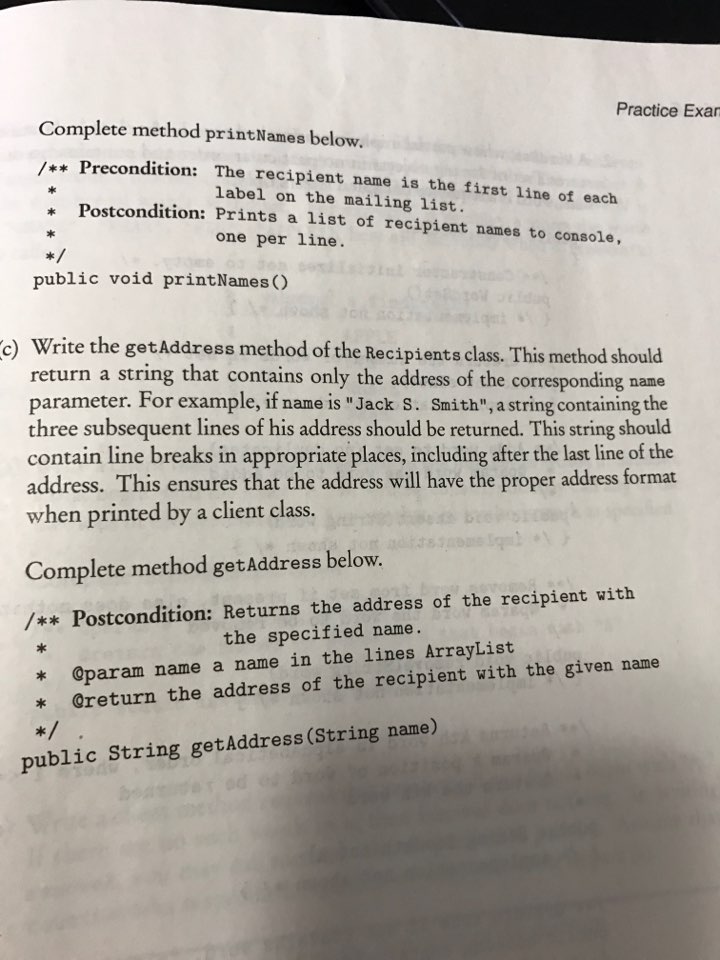 Practice Exam
Complete method printNames below.
/** Precondition: The recipient name is the first line of each
* label on the mailing list.
* Postcondition: Prints a list of recipient names to console,
* one per line.
*/
public void printNames()
(c) Write the getAddress method of the Recipients class. This method should
return a string that contains only the address of the corresponding name
parameter. For example, if name is "Jack S. Smith", a string containing the
three subsequent lines of his address should be returned. This string should
contain line breaks in appropriate places, including after the last line of the
address. This ensures that the address will have the proper address format
when printed by a client class.
Complete method getAddress below.
/** Postcondition: Returns the address of the recipient with
* the specified name.
* @param name a name in the lines ArrayList
* @return the address of the recipient with the given name
*/
public String getAddress(String name)